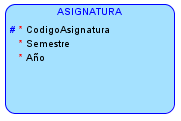 ASIGNATURA
# * CodigoAsignatura
* Semestre
* Año